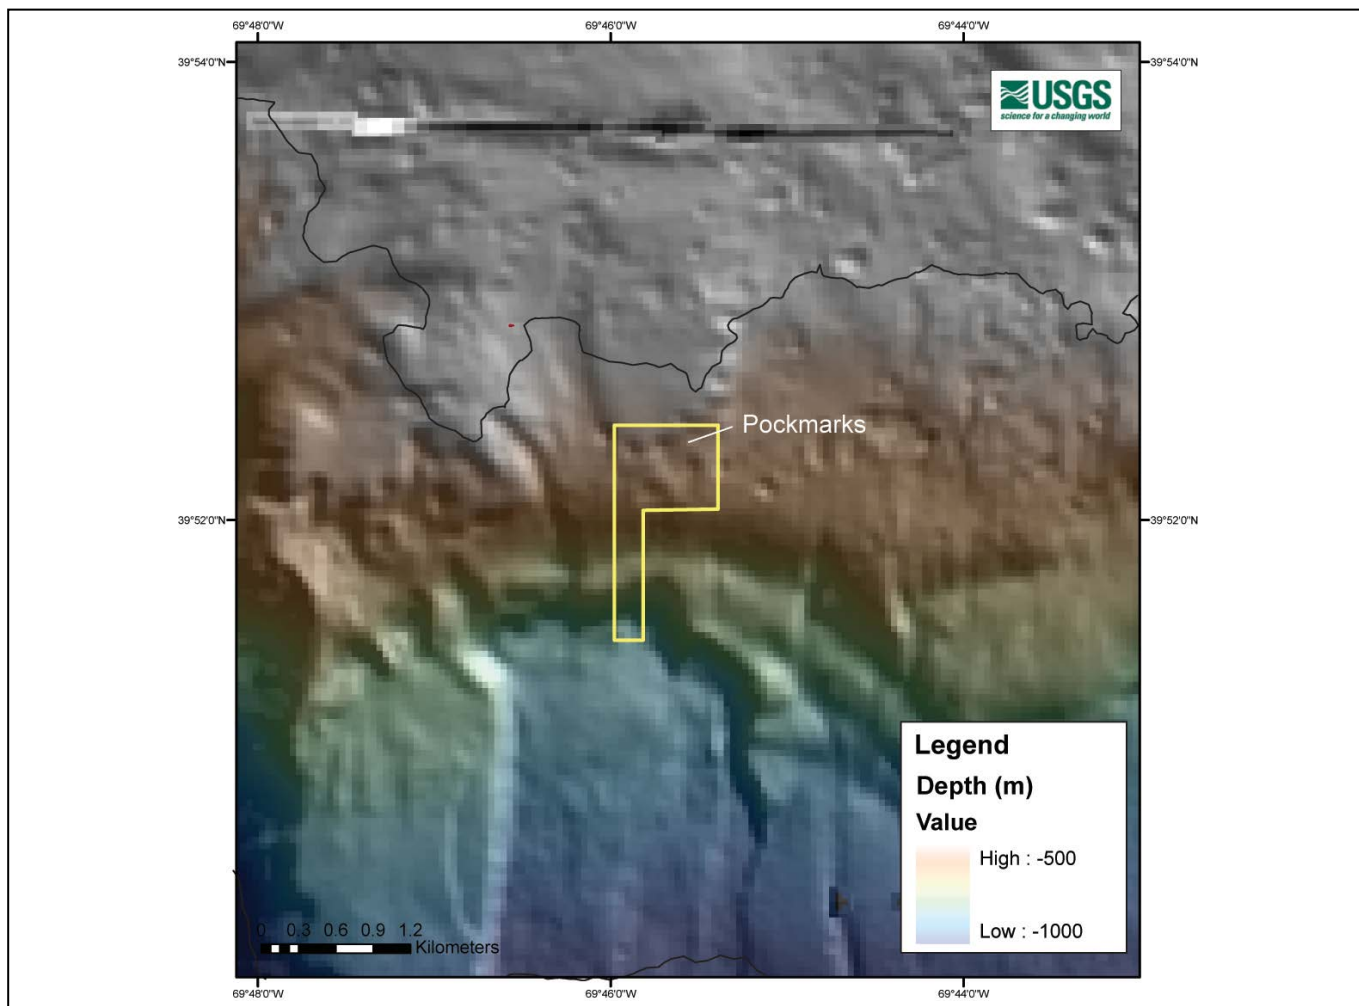 69°48'0"W 69°46'0"W 69°44'0"W
39°54'0"N 39°54'0"N
USGS
science for a changing world
Pockmarks
39°52'0"N 39°52'0"N
Legend
Depth (m)
Value
High : -500
Low : -1000
0 0.3 0.6 0.9 1.2
Kilometers
69°48'0"W 69°46'0"W 69°44'0"W